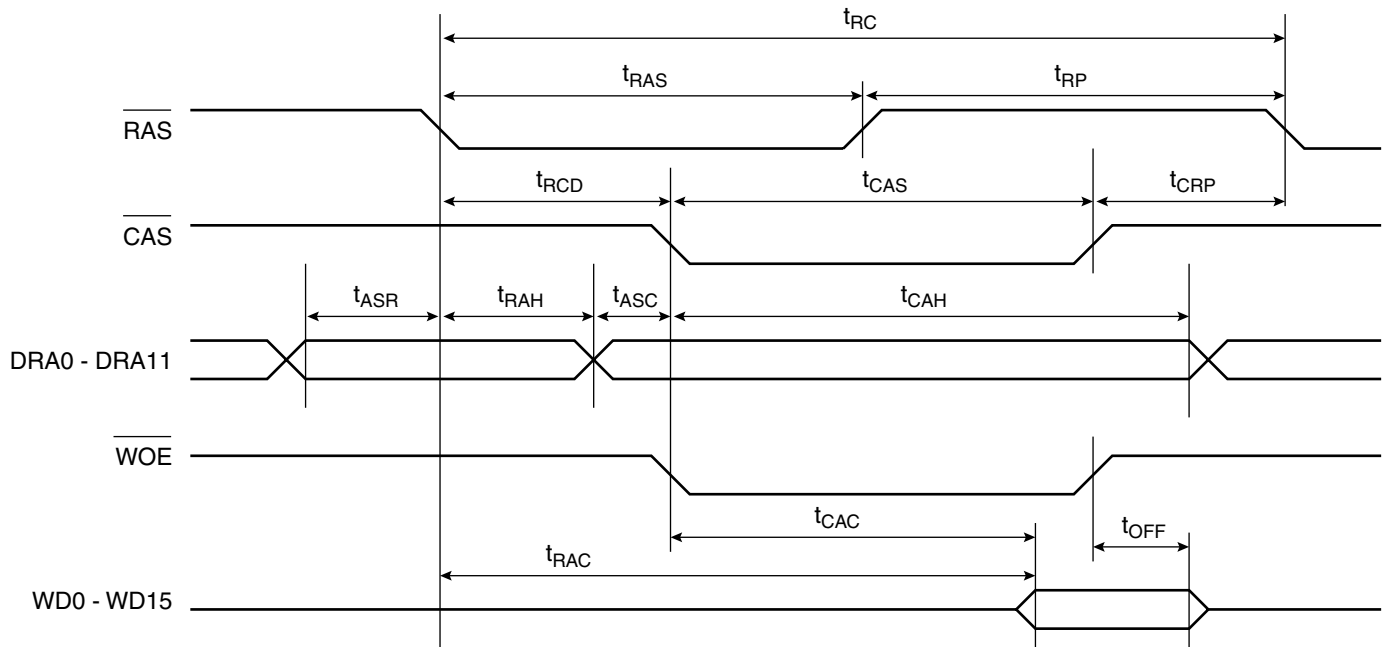 tRC
tRAS tRP
RAS
tRCD tCAS tCRP
CAS
tASR tRAH tASC tCAH
DRA0 - DRA11
WOE
tCAC tOFF
tRAC
WD0 - WD15